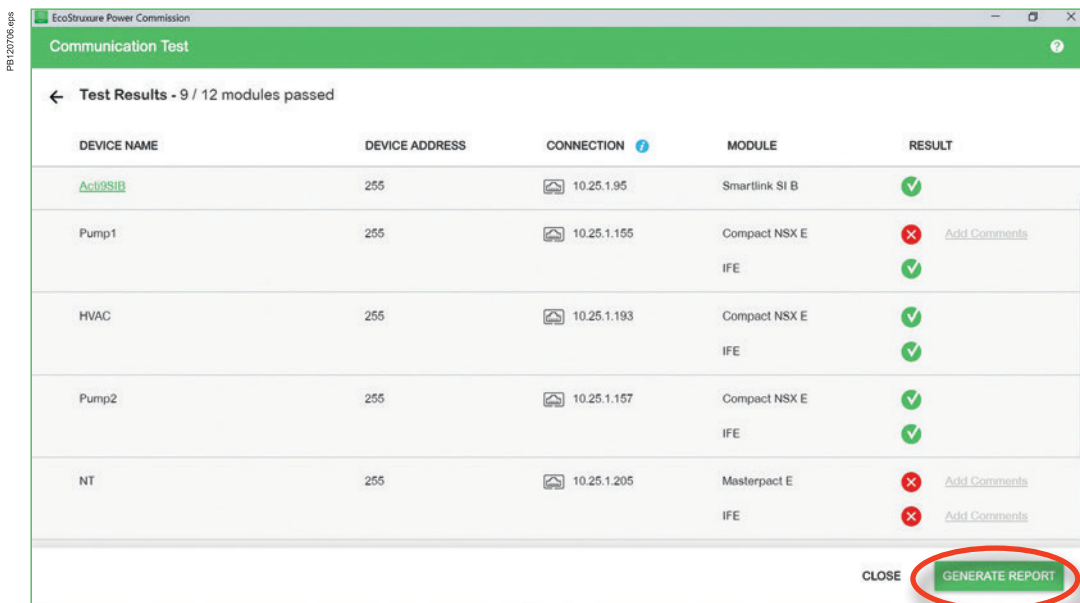 PB120706.eps
EcoStruxure Power Commission
Communication Test
Test Results - 9 / 12 modules passed
DEVICE NAME DEVICE ADDRESS CONNECTION MODULE RESULT
Acti9SIB 255 10.25.1.95 Smartlink SI B
Pump1 255 10.25.1.155 Compact NSX E Add Comments
IFE
HVAC 255 10.25.1.193 Compact NSX E
IFE
Pump2 255 10.25.1.157 Compact NSX E
IFE
NT 255 10.25.1.205 Masterpact E Add Comments
IFE Add Comments
CLOSE GENERATE REPORT